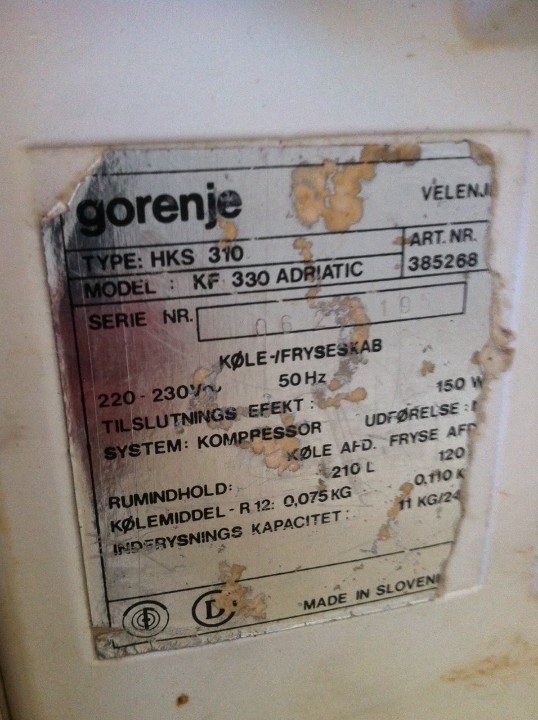 gorenje
VELENJ
TYPE: HKS 310
ART. NR.
MODEL : KF 330 ADRIATIC
385268
SERIE NR.
KØLE-/FRYSESKAB
220-230V~ 50 Hz
TILSLUTNINGS EFEKT : 150 W
SYSTEM: KOMPPESSOR UDFØRELSE :
KØLE AFD. FRYSE AFD
RUMINDHOLD: 210 L 120
KØLEMIDDEL - R 12: 0,075 KG 0.110 K
INDFRYSNINGS KAPACITET : 11 KG/24
MADE IN SLOVENI